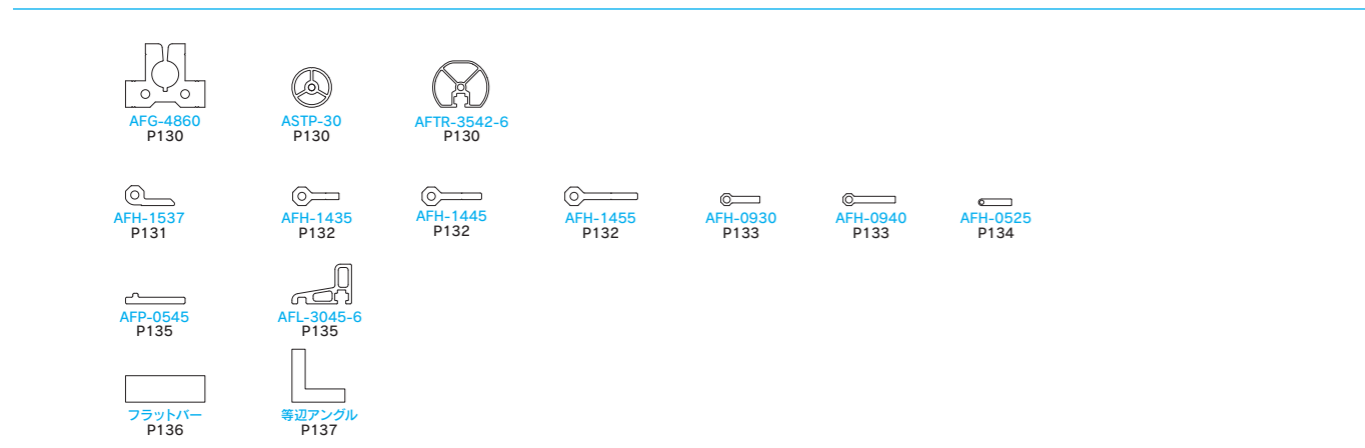 AFG-4860
P130
ASTP-30
P130
AFTR-3542-6
P130
AFH-1537
P131
AFH-1435
P132
AFH-1445
P132
AFH-1455
P132
AFH-0930
P133
AFH-0940
P133
AFH-0525
P134
AFP-0545
P135
AFL-3045-6
P135
フラットバー
P136
等辺アングル
P137